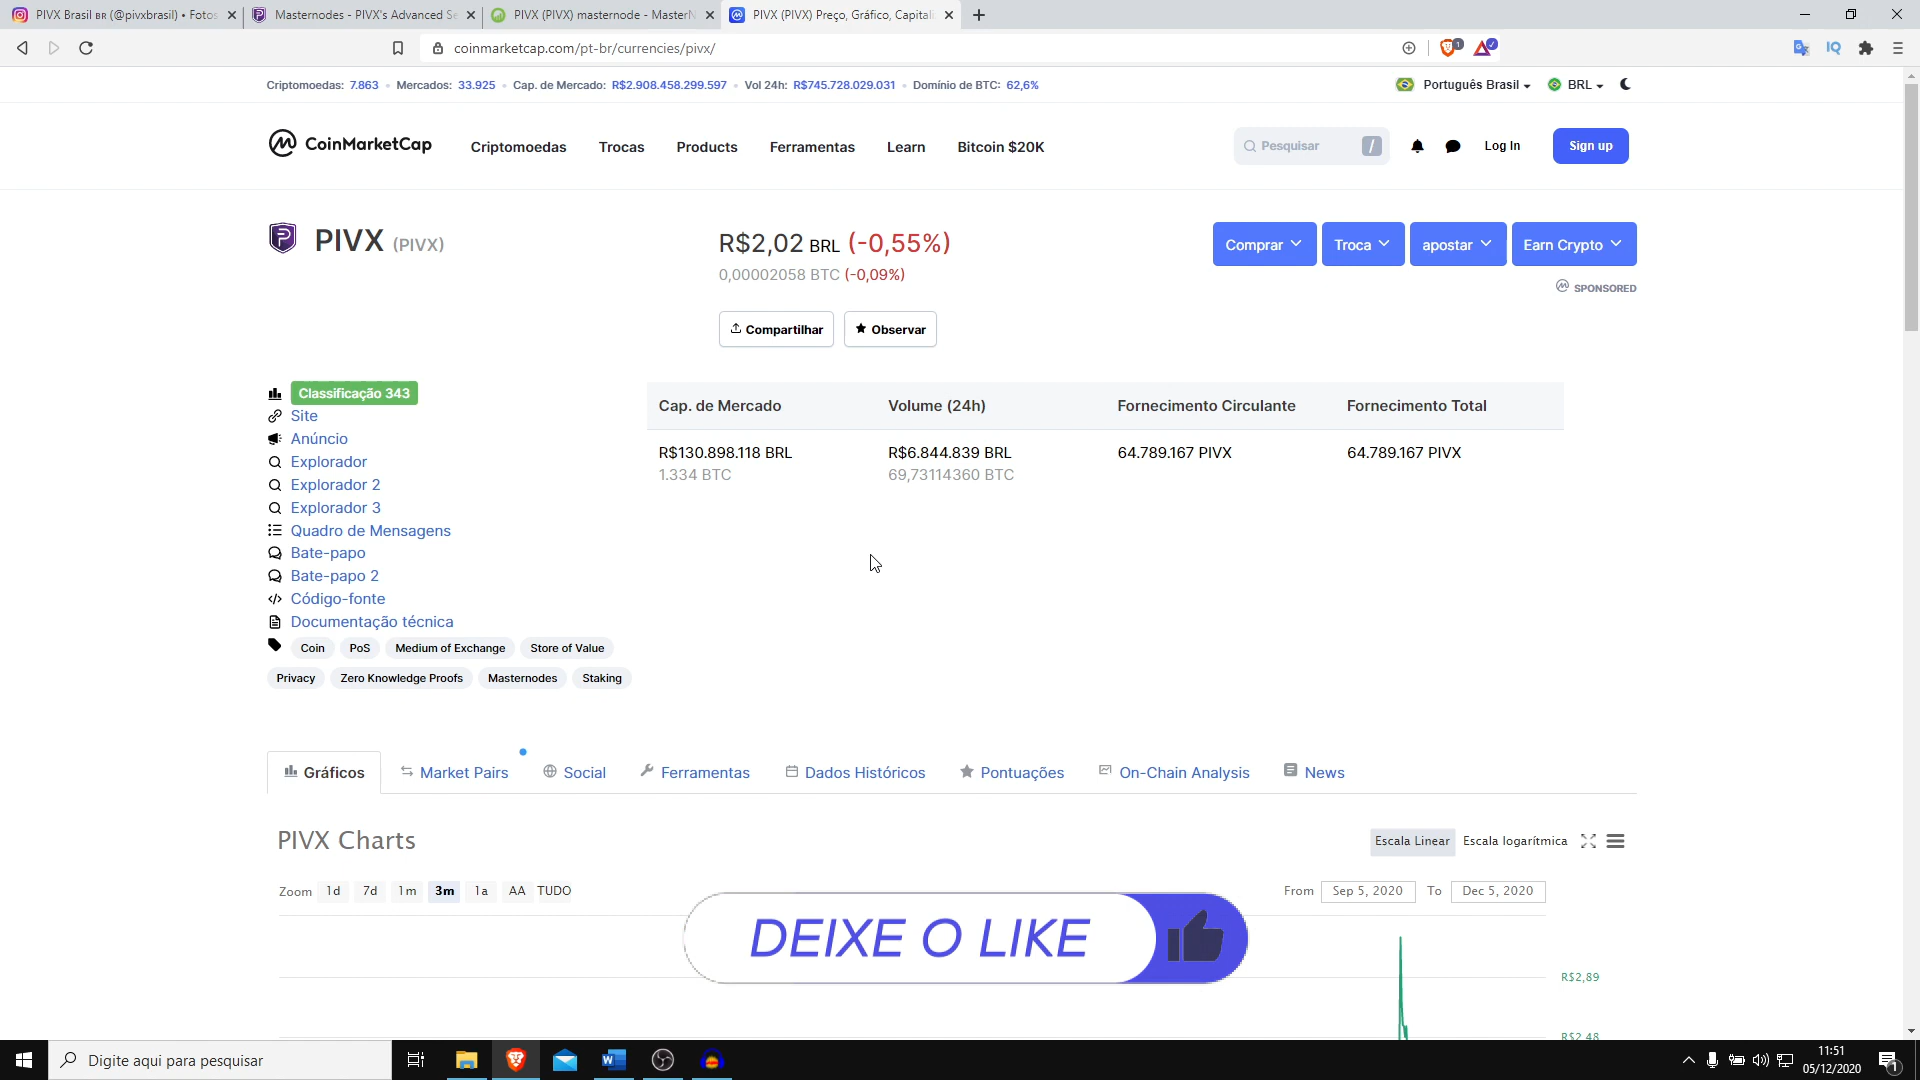 PIVX Brasil ʙʀ (@pivxbrasil) • Fotos
Masternodes - PIVX's Advanced Se
PIVX (PIVX) masternode - MasterN
PIVX (PIVX) Preço, Gráfico, Capitali
coinmarketcap.com/pt-br/currencies/pivx/
1
IQ
Criptomoedas: 7.863 • Mercados: 33.925 • Cap. de Mercado: R$2.908.458.299.597 • Vol 24h: R$745.728.029.031 • Domínio de BTC: 62,6%
Português Brasil
BRL
CoinMarketCap
Criptomoedas
Trocas
Products
Ferramentas
Learn
Bitcoin $20K
Pesquisar
/
Log In
Sign up
PIVX (PIVX)
R$2,02 BRL (-0,55%)
0,00002058 BTC (-0,09%)
Comprar
Troca
apostar
Earn Crypto
SPONSORED
Compartilhar
Observar
Classificação 343
Site
Anúncio
Explorador
Explorador 2
Explorador 3
Quadro de Mensagens
Bate-papo
Bate-papo 2
Código-fonte
Documentação técnica
Coin
PoS
Medium of Exchange
Store of Value
Privacy
Zero Knowledge Proofs
Masternodes
Staking
Cap. de Mercado
Volume (24h)
Fornecimento Circulante
Fornecimento Total
R$130.898.118 BRL
R$6.844.839 BRL
64.789.167 PIVX
64.789.167 PIVX
1.334 BTC
69,73114360 BTC
Gráficos
Market Pairs
Social
Ferramentas
Dados Históricos
Pontuações
On-Chain Analysis
News
PIVX Charts
Escala Linear
Escala logarítmica
Zoom
1d
7d
1m
3m
1a
AA
TUDO
From
Sep 5, 2020
To
Dec 5, 2020
DEIXE O LIKE
R$2,89
R$2,48
Digite aqui para pesquisar
11:51
05/12/2020
1